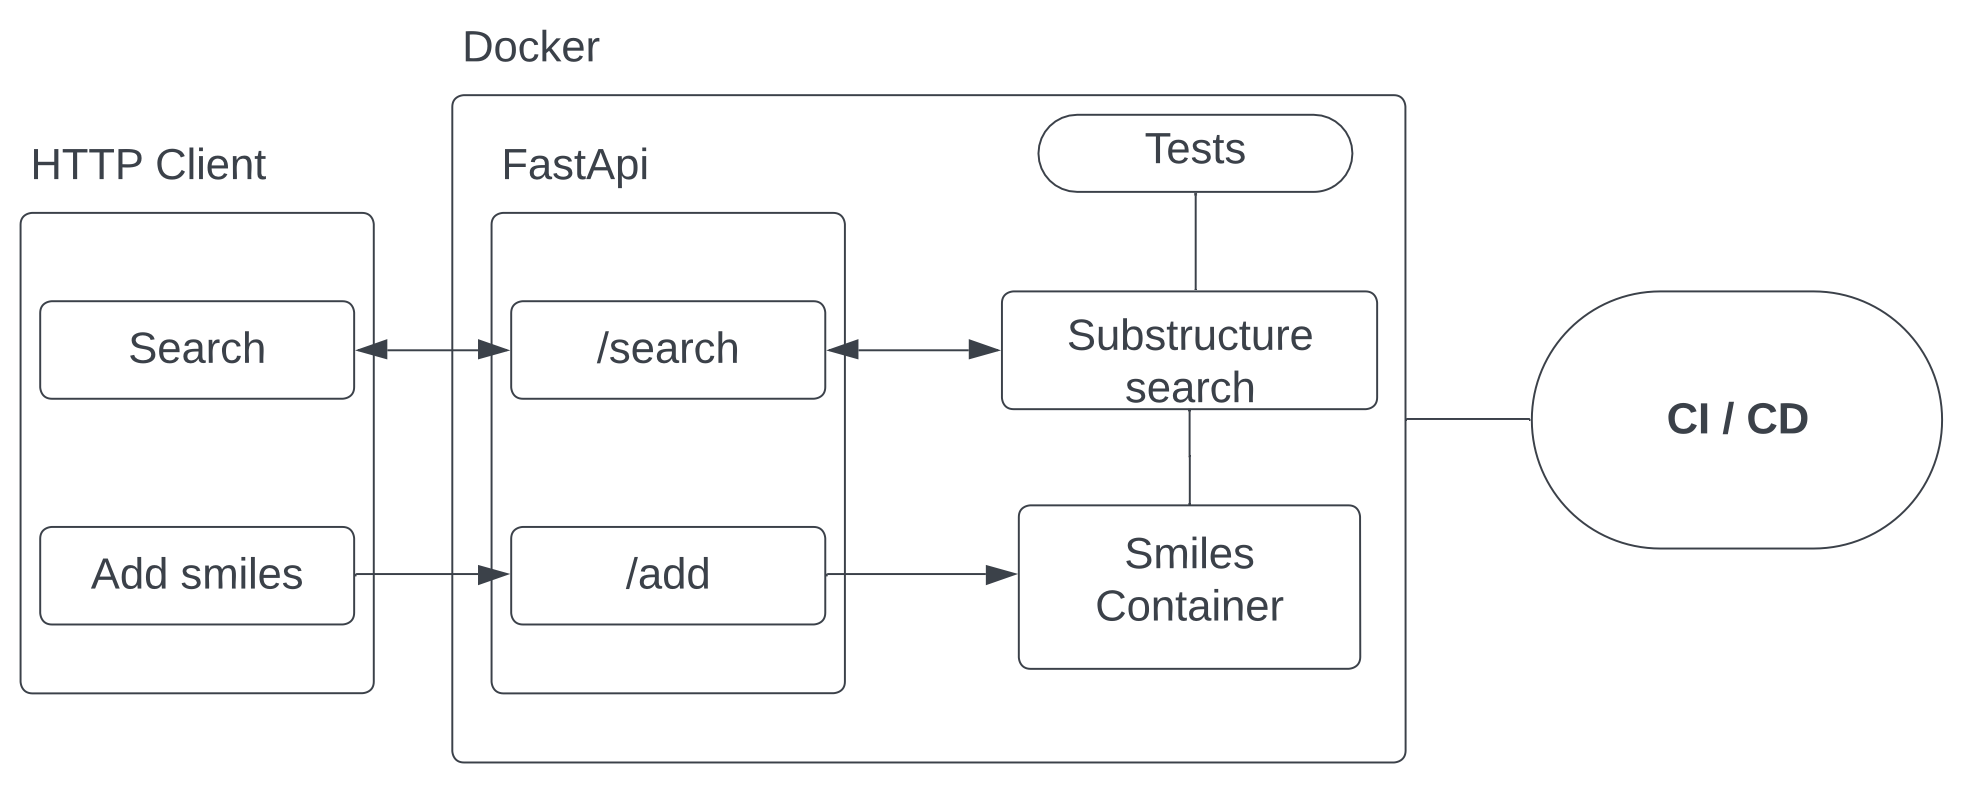 Docker
HTTP Client
FastApi
Tests
Search
/search
Substructure
search
CI / CD
Add smiles
/add
Smiles
Container